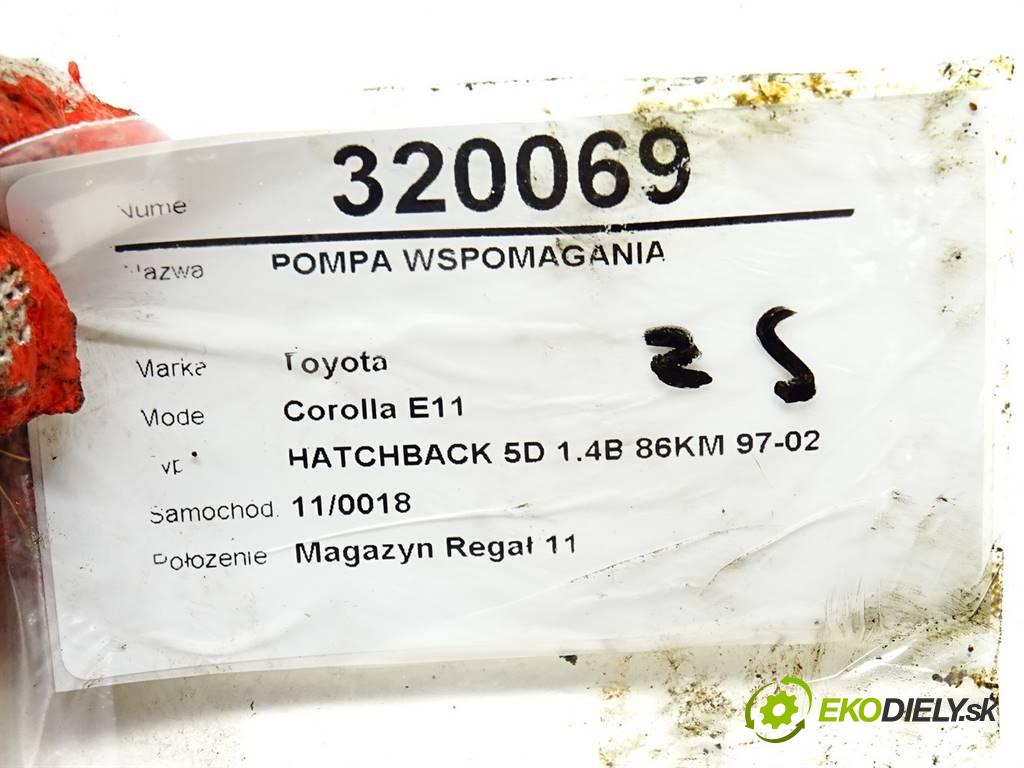 Nume 320069
Nazwa POMPA WSPOMAGANIA
Marka Toyota
Mode Corolla E11
HATCHBACK 5D 1.4B 86KM 97-02
Samochód. 11/0018
Położenie Magazyn Regał 11
EKODIELY.sk